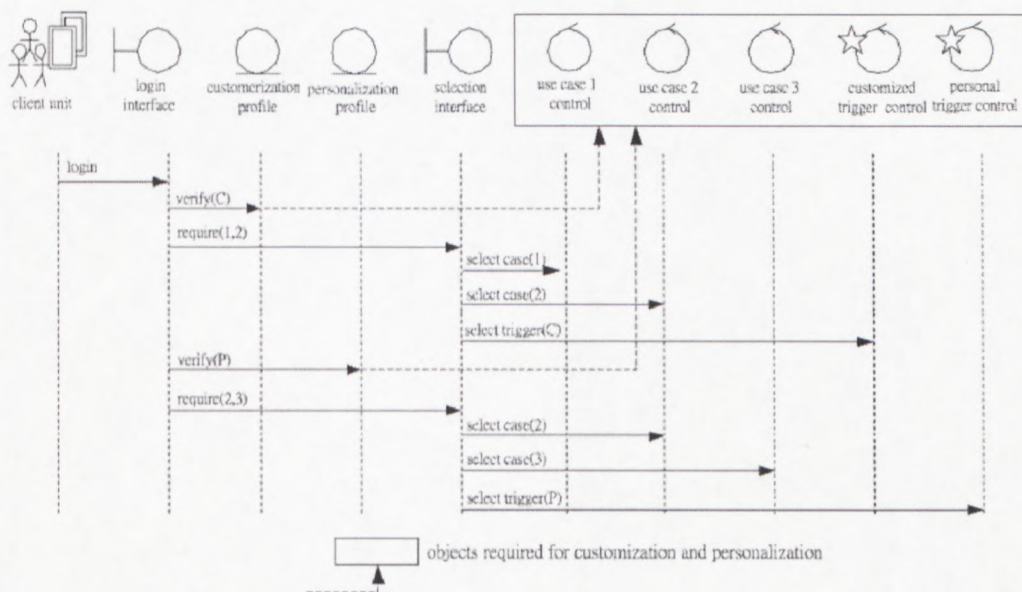 client unit
login
interface
customerization
profile
personalization
profile
selection
interface
use case 1
control
use case 2
control
use case 3
control
customized
trigger control
personal
trigger control
login
verify(C)
require(1,2)
select case(1)
select case(2)
select trigger(C)
verify(P)
require(2,3)
select case(2)
select case(3)
select trigger(P)
objects required for customization and personalization